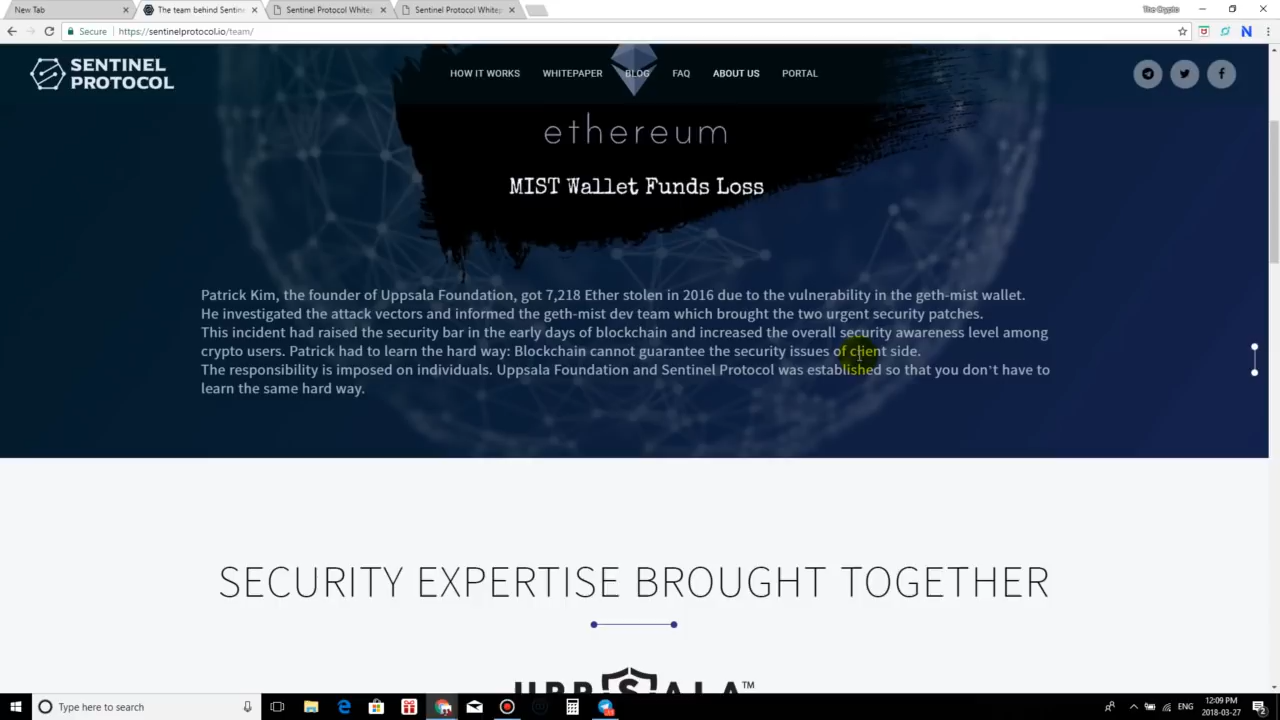 New Tab
The team behind Sentin
Sentinel Protocol White
Sentinel Protocol White
The Crypto
Secure
https://sentinelprotocol.io/team/
SENTINEL
PROTOCOL
HOW IT WORKS
WHITEPAPER
BLOG
FAQ
ABOUT US
PORTAL
ethereum
MIST Wallet Funds Loss
Patrick Kim, the founder of Uppsala Foundation, got 7,218 Ether stolen in 2016 due to the vulnerability in the geth-mist wallet.
He investigated the attack vectors and informed the geth-mist dev team which brought the two urgent security patches.
This incident had raised the security bar in the early days of blockchain and increased the overall security awareness level among
crypto users. Patrick had to learn the hard way: Blockchain cannot guarantee the security issues of client side.
The responsibility is imposed on individuals. Uppsala Foundation and Sentinel Protocol was established so that you don't have to
learn the same hard way.
SECURITY EXPERTISE BROUGHT TOGETHER
UPPSALA™
Type here to search
ENG
12:09 PM
2018-03-27